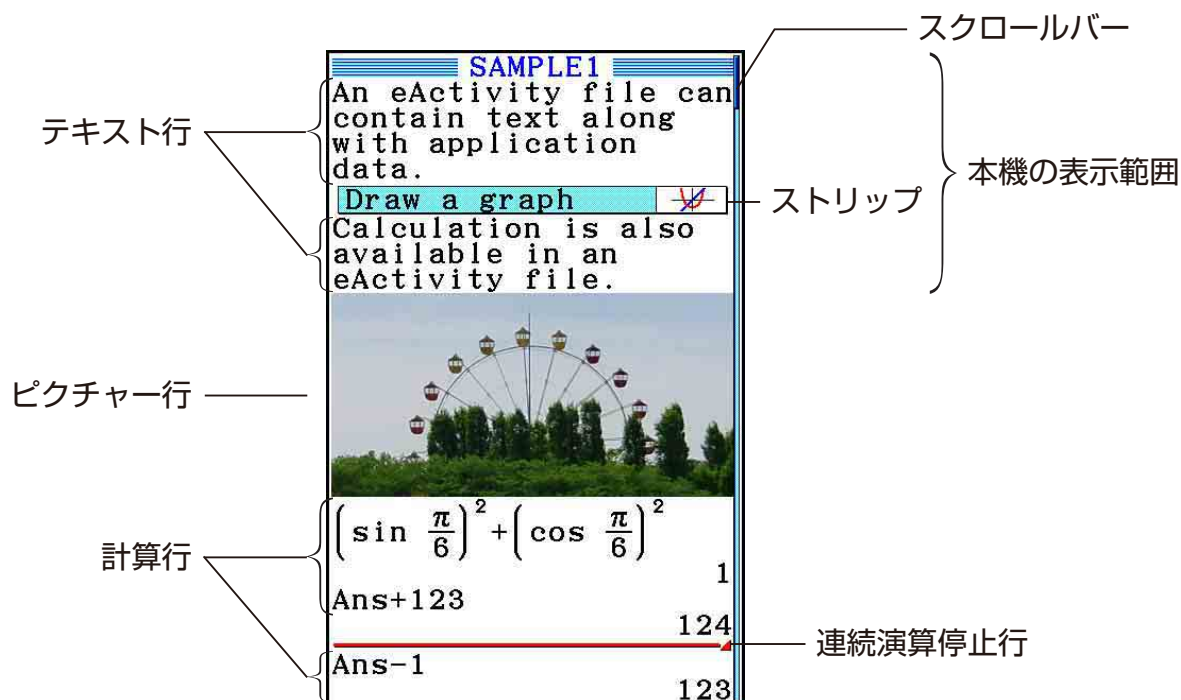 スクロールバー
SAMPLE1
An eActivity file can
contain text along
with application
data.
テキスト行
本機の表示範囲
Draw a graph
ストリップ
Calculation is also
available in an
eActivity file.
ピクチャー行
(sin π/6)²+(cos π/6)²
計算行
1
Ans+123
124
連続演算停止行
Ans-1
123